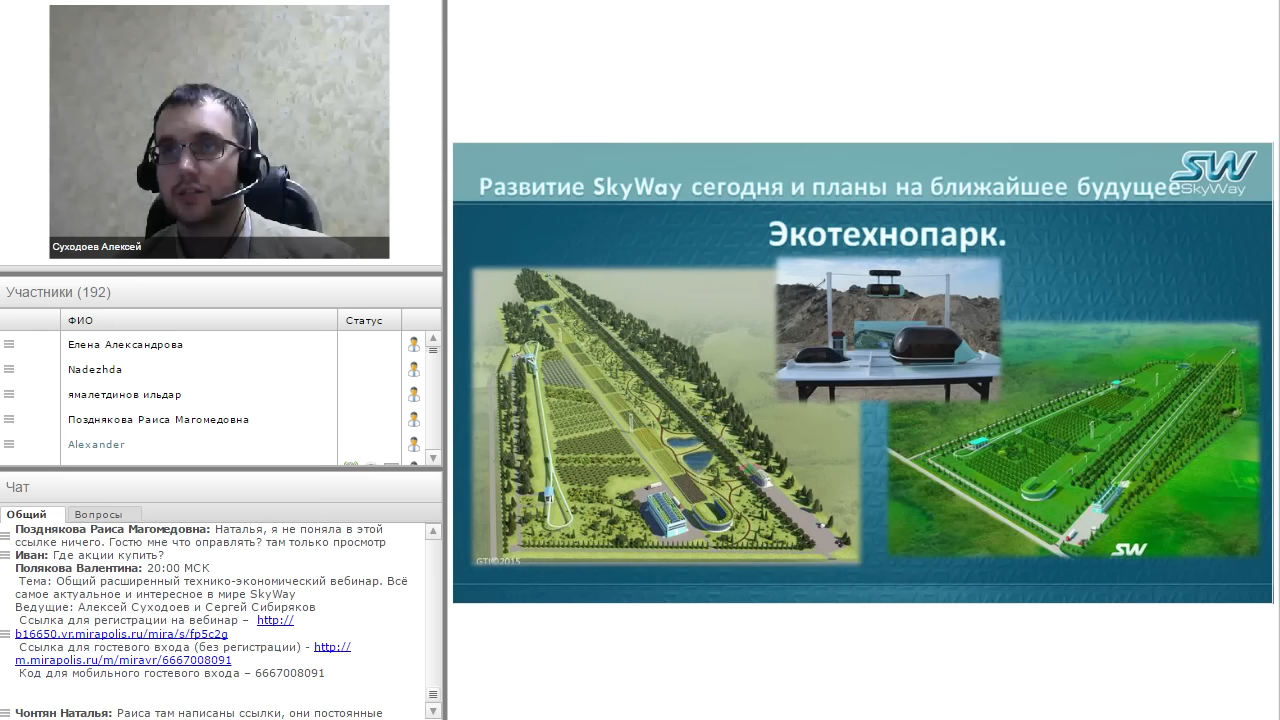 Суходоев Алексей
Участники (192)
ФИО
Статус
Елена Александрова
Nadezhda
ямалетдинов ильдар
Позднякова Раиса Магомедовна
Alexander
Чат
Общий
Вопросы
Позднякова Раиса Магомедовна: Наталья, я не поняла в этой
ссылке ничего. Гостю мне что оправлять? там только просмотр
Иван: Где акции купить?
Полякова Валентина: 20:00 МСК
Тема: Общий расширенный технико-экономический вебинар. Всё
самое актуальное и интересное в мире SkyWay
Ведущие: Алексей Суходоев и Сергей Сибиряков
Ссылка для регистрации на вебинар – http://
b16650.vr.mirapolis.ru/mira/s/fp5c2g
Ссылка для гостевого входа (без регистрации) - http://
m.mirapolis.ru/m/miravr/6667008091
Код для мобильного гостевого входа – 6667008091
Чонтян Наталья: Раиса там написаны ссылки, они постоянные
SW
SkyWay
Развитие SkyWay сегодня и планы на ближайшее будущее
Экотехнопарк.
GTHD2015
SW